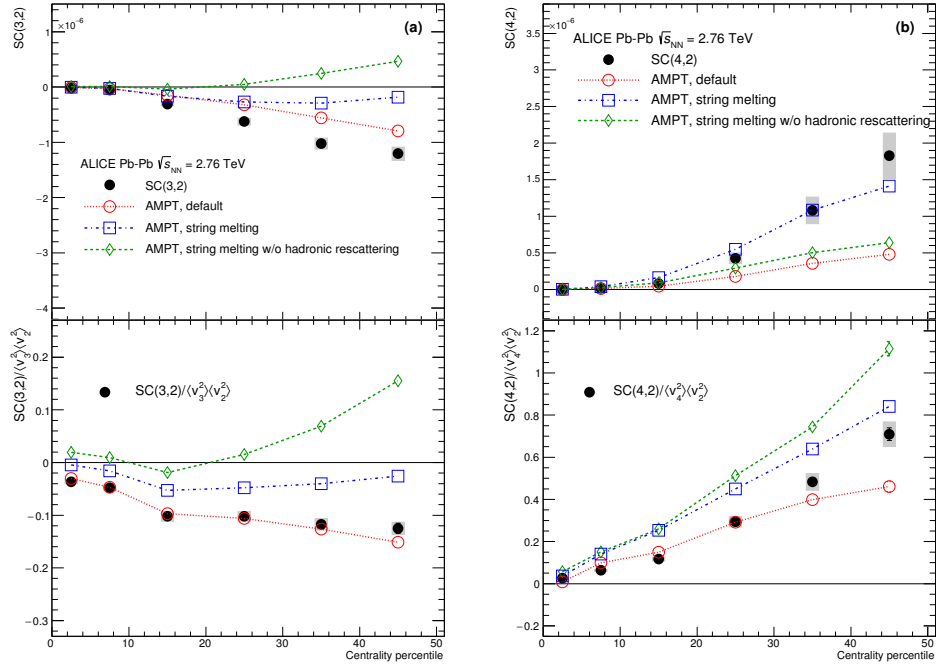 ×10⁻⁶
(a)
SC(3,2)
1
0
−1
−2
−3
−4
ALICE Pb-Pb √s_NN = 2.76 TeV
SC(3,2)
AMPT, default
AMPT, string melting
AMPT, string melting w/o hadronic rescattering
SC(3,2)/⟨v₃²⟩⟨v₂²⟩
0.2
0.1
0
−0.1
−0.2
−0.3
SC(3,2)/⟨v₃²⟩⟨v₂²⟩
0 10 20 30 40 50
Centrality percentile
×10⁻⁶
(b)
SC(4,2)
3.5
3
2.5
2
1.5
1
0.5
0
ALICE Pb-Pb √s_NN = 2.76 TeV
SC(4,2)
AMPT, default
AMPT, string melting
AMPT, string melting w/o hadronic rescattering
SC(4,2)/⟨v₄²⟩⟨v₂²⟩
1.2
1
0.8
0.6
0.4
0.2
0
−0.2
SC(4,2)/⟨v₄²⟩⟨v₂²⟩
0 10 20 30 40 50
Centrality percentile